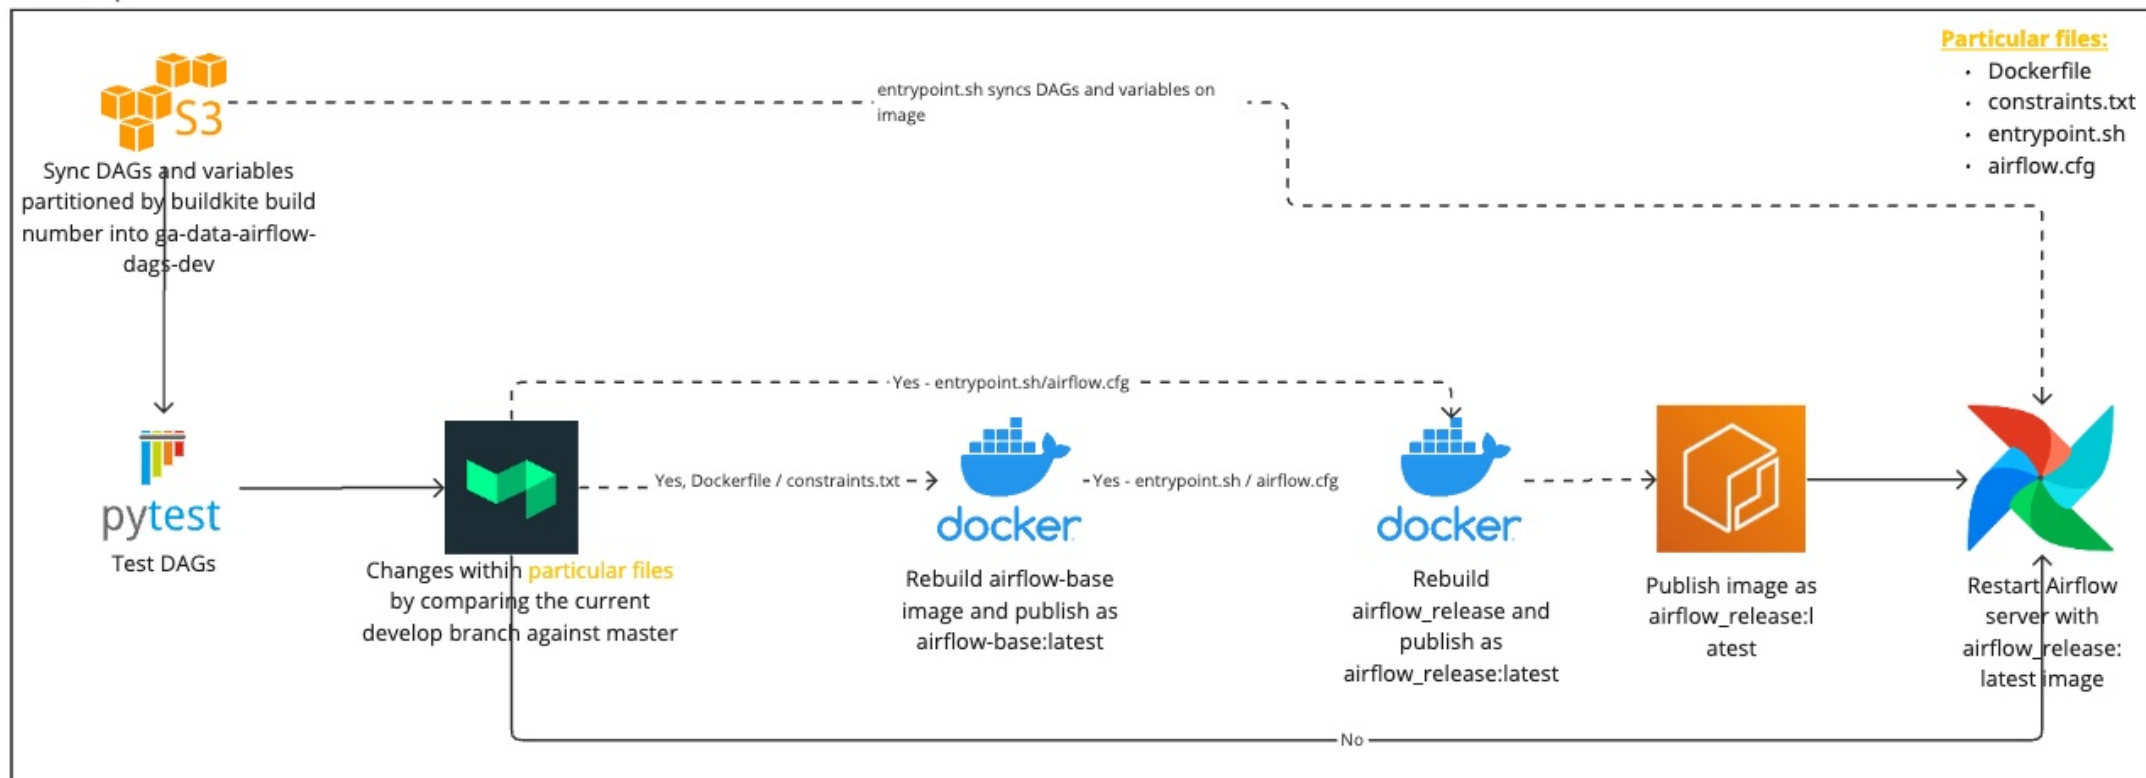 Particular files:
· Dockerfile
· constraints.txt
· entrypoint.sh
· airflow.cfg
S3
entrypoint.sh syncs DAGs and variables on
image
Sync DAGs and variables
partitioned by buildkite build
number into ga-data-airflow-
dags-dev
Yes - entrypoint.sh/airflow.cfg
pytest
Test DAGs
Changes within particular files
by comparing the current
develop branch against master
Yes, Dockerfile / constraints.txt
docker
Rebuild airflow-base
image and publish as
airflow-base:latest
Yes - entrypoint.sh / airflow.cfg
docker
Rebuild
airflow_release and
publish as
airflow_release:latest
Publish image as
airflow_release:l
atest
Restart Airflow
server with
airflow_release:
latest image
No